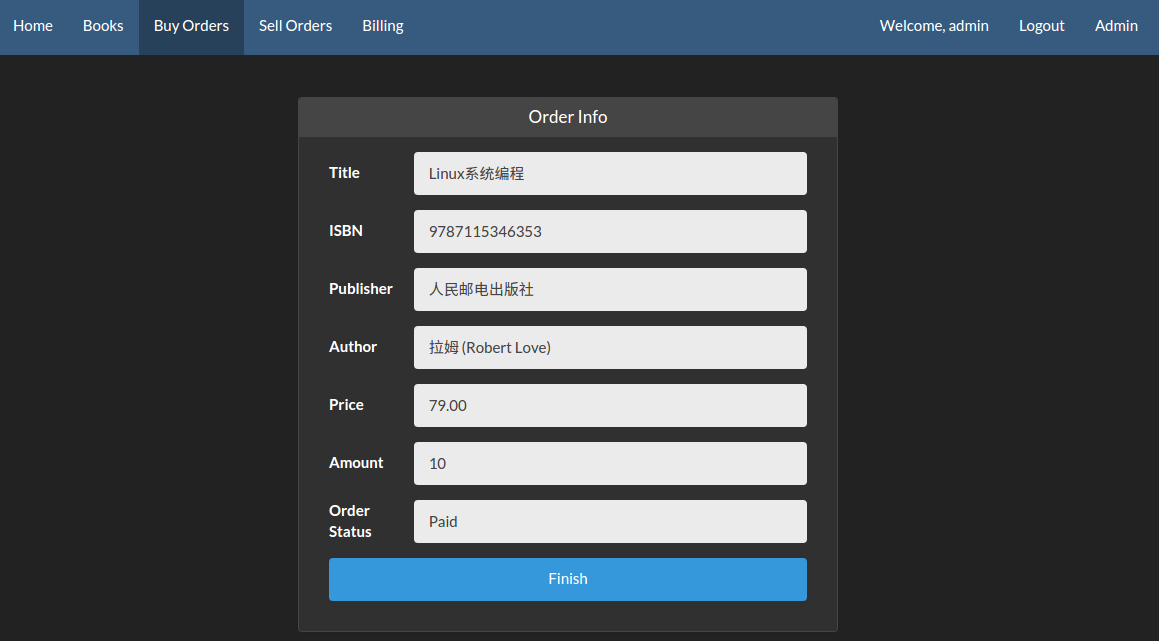 Home Books Buy Orders Sell Orders Billing Welcome, admin Logout Admin
Order Info
Title Linux系统编程
ISBN 9787115346353
Publisher 人民邮电出版社
Author 拉姆 (Robert Love)
Price 79.00
Amount 10
Order
Status
Paid
Finish